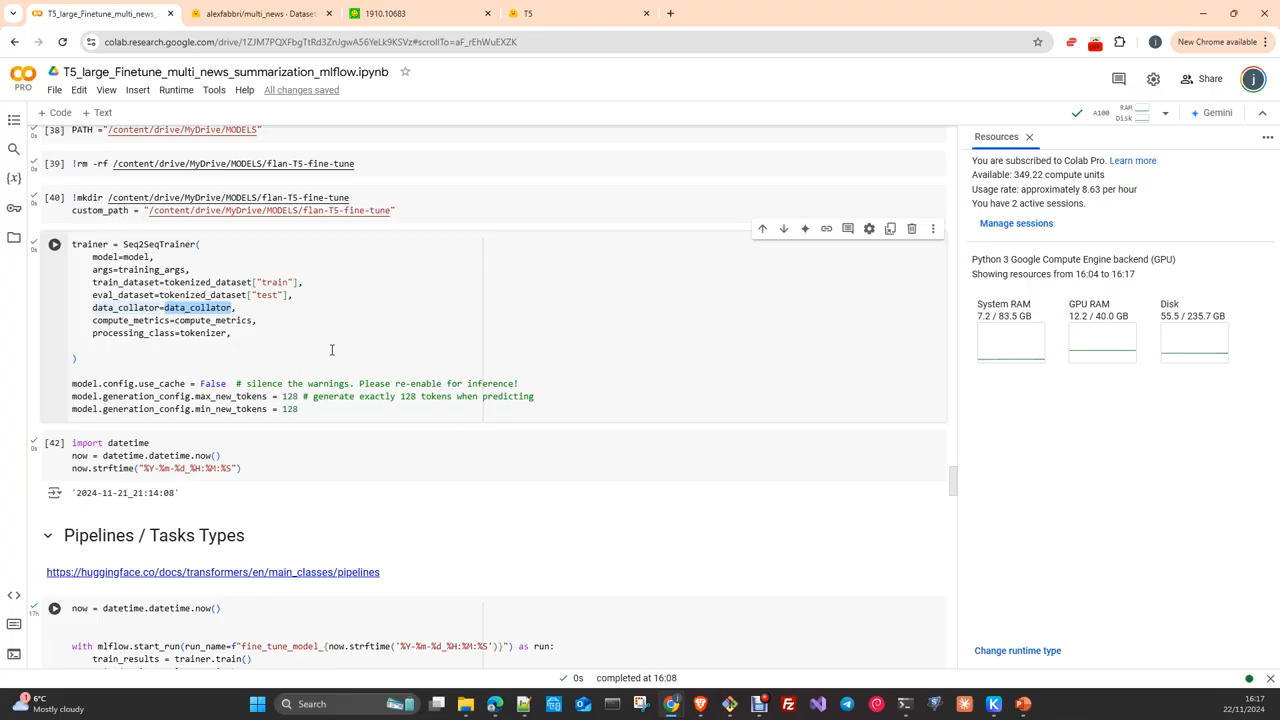 T5_large_Finetune_multi_news_s
alexfabbri/multi_news · Dataset
1910.10683
T5
colab.research.google.com/drive/1ZJM7PQXFbgTtRd3ZnJgwA56YeLk9KSVz#scrollTo=aF_rEhWuEXZK
New Chrome available
PRO
T5_large_Finetune_multi_news_summarization_mlflow.ipynb
File Edit View Insert Runtime Tools Help All changes saved
Share
j
+ Code + Text
A100
RAM
Disk
Gemini
[38] PATH ="/content/drive/MyDrive/MODELS"
0s
[39] !rm -rf /content/drive/MyDrive/MODELS/flan-T5-fine-tune
0s
[40] !mkdir /content/drive/MyDrive/MODELS/flan-T5-fine-tune
0s
custom_path = "/content/drive/MyDrive/MODELS/flan-T5-fine-tune"
trainer = Seq2SeqTrainer(
0s
model=model,
args=training_args,
train_dataset=tokenized_dataset["train"],
eval_dataset=tokenized_dataset["test"],
data_collator=data_collator,
compute_metrics=compute_metrics,
processing_class=tokenizer,
)
model.config.use_cache = False # silence the warnings. Please re-enable for inference!
model.generation_config.max_new_tokens = 128 # generate exactly 128 tokens when predicting
model.generation_config.min_new_tokens = 128
[42] import datetime
0s
now = datetime.datetime.now()
now.strftime("%Y-%m-%d_%H:%M:%S")
'2024-11-21_21:14:08'
Pipelines / Tasks Types
https://huggingface.co/docs/transformers/en/main_classes/pipelines
now = datetime.datetime.now()
17h
with mlflow.start_run(run_name=f"fine_tune_model_{now.strftime('%Y-%m-%d_%H:%M:%S')}") as run:
train_results = trainer.train()
Resources
You are subscribed to Colab Pro. Learn more
Available: 349.22 compute units
Usage rate: approximately 8.63 per hour
You have 2 active sessions.
Manage sessions
Python 3 Google Compute Engine backend (GPU)
Showing resources from 16:04 to 16:17
System RAM
7.2 / 83.5 GB
GPU RAM
12.2 / 40.0 GB
Disk
55.5 / 235.7 GB
Change runtime type
0s completed at 16:08
6°C
Mostly cloudy
Search
16:17
22/11/2024